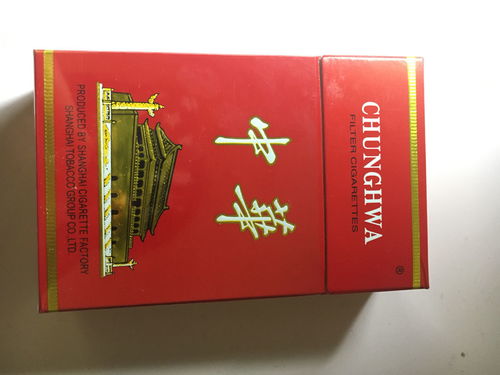 CHUNGHWA
®
FILTER CIGARETTES
中華
PRODUCED BY SHANGHAI CIGARETTE FACTORY
SHANGHAI TOBACCO GROUP CO.,LTD.